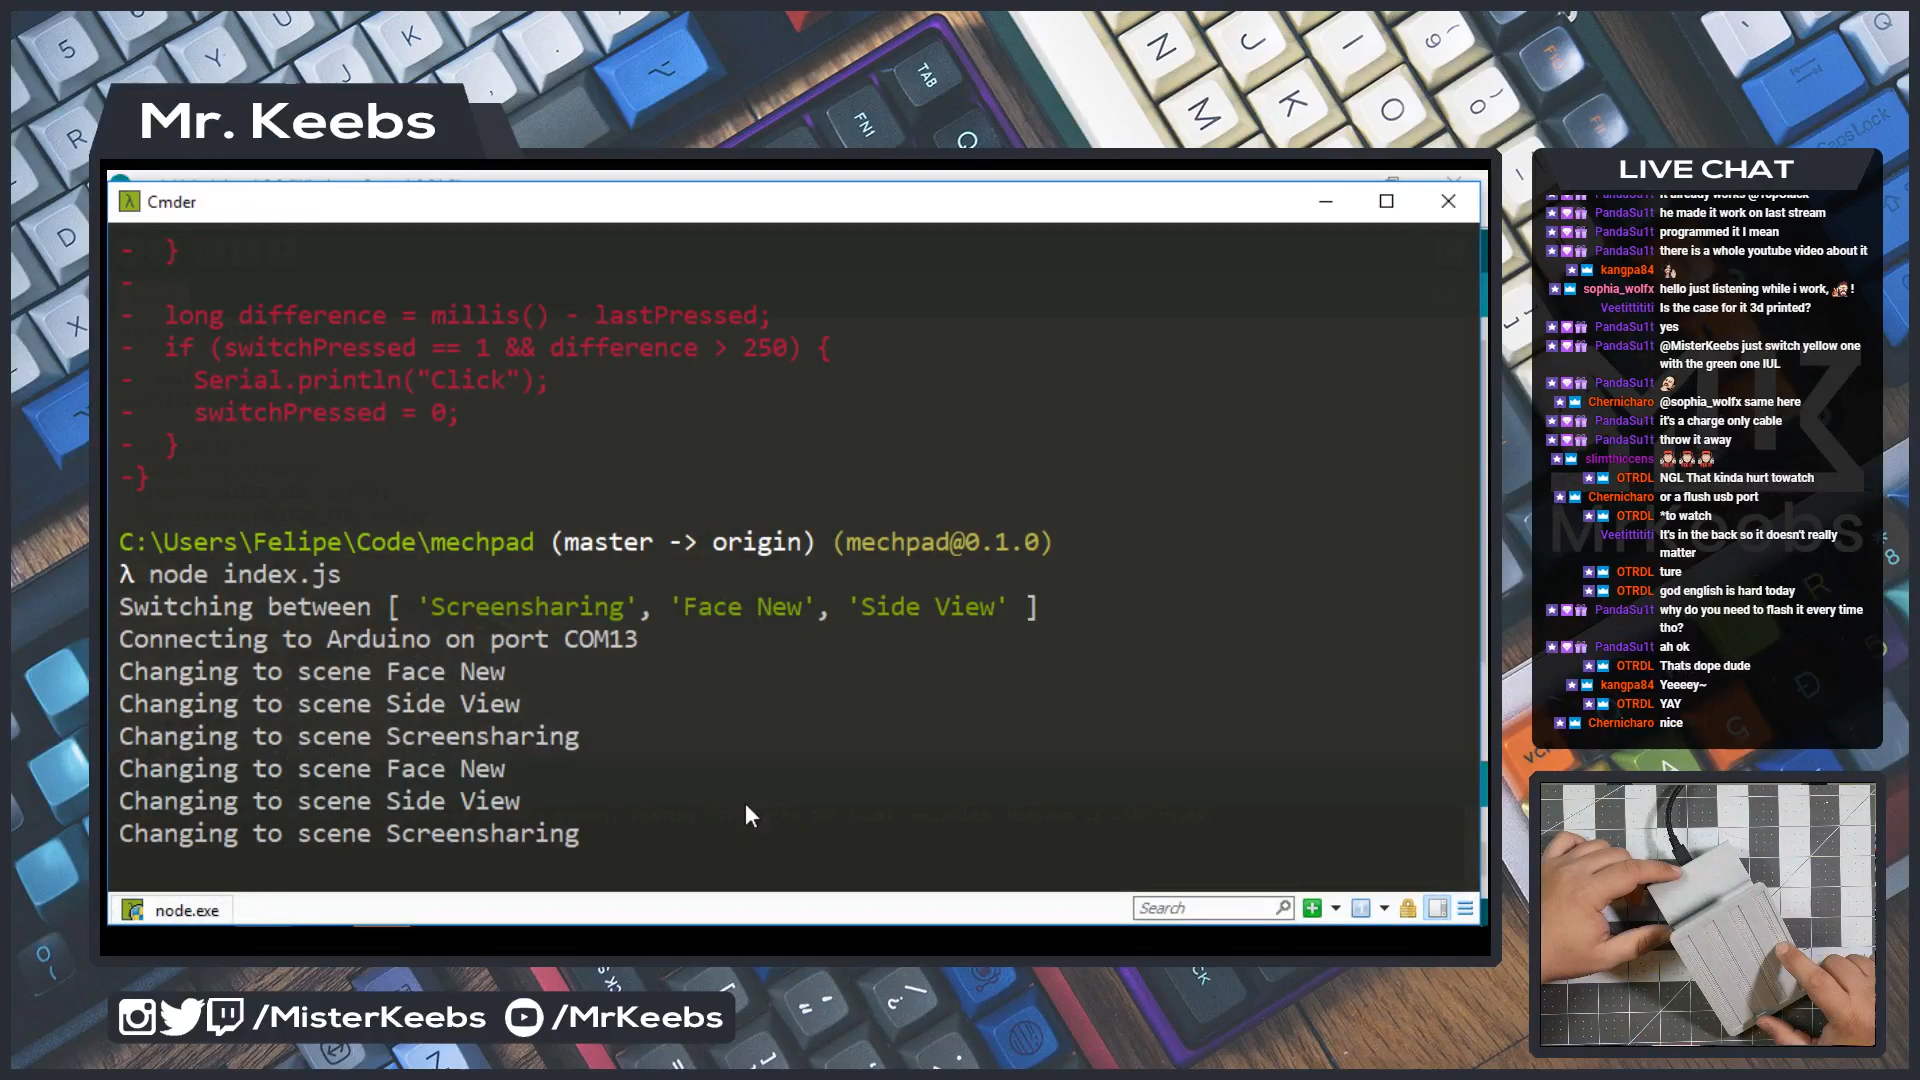 Mr. Keebs
Cmder
-  }
-
-  long difference = millis() - lastPressed;
-  if (switchPressed == 1 && difference > 250) {
-    Serial.println("Click");
-    switchPressed = 0;
-  }
-}
C:\Users\Felipe\Code\mechpad (master -> origin) (mechpad@0.1.0)
λ node index.js
Switching between [ 'Screensharing', 'Face New', 'Side View' ]
Connecting to Arduino on port COM13
Changing to scene Face New
Changing to scene Side View
Changing to scene Screensharing
Changing to scene Face New
Changing to scene Side View
Changing to scene Screensharing
node.exe
Search
/MisterKeebs /MrKeebs
LIVE CHAT
PandaSu1t he made it work on last stream
PandaSu1t programmed it I mean
PandaSu1t there is a whole youtube video about it
kangpa84
sophia_wolfx hello just listening while i work, !
Veetittititi Is the case for it 3d printed?
PandaSu1t yes
PandaSu1t @MisterKeebs just switch yellow one
with the green one lUL
PandaSu1t
Chernicharo @sophia_wolfx same here
PandaSu1t it's a charge only cable
PandaSu1t throw it away
slimthiccens
OTRDL NGL That kinda hurt towatch
Chernicharo or a flush usb port
OTRDL *to watch
Veetittititi It's in the back so it doesn't really
matter
OTRDL ture
OTRDL god english is hard today
PandaSu1t why do you need to flash it every time
tho?
PandaSu1t ah ok
OTRDL Thats dope dude
kangpa84 Yeeeey~
OTRDL YAY
Chernicharo nice
MrKeebs
TAB
FN1
CapsLock